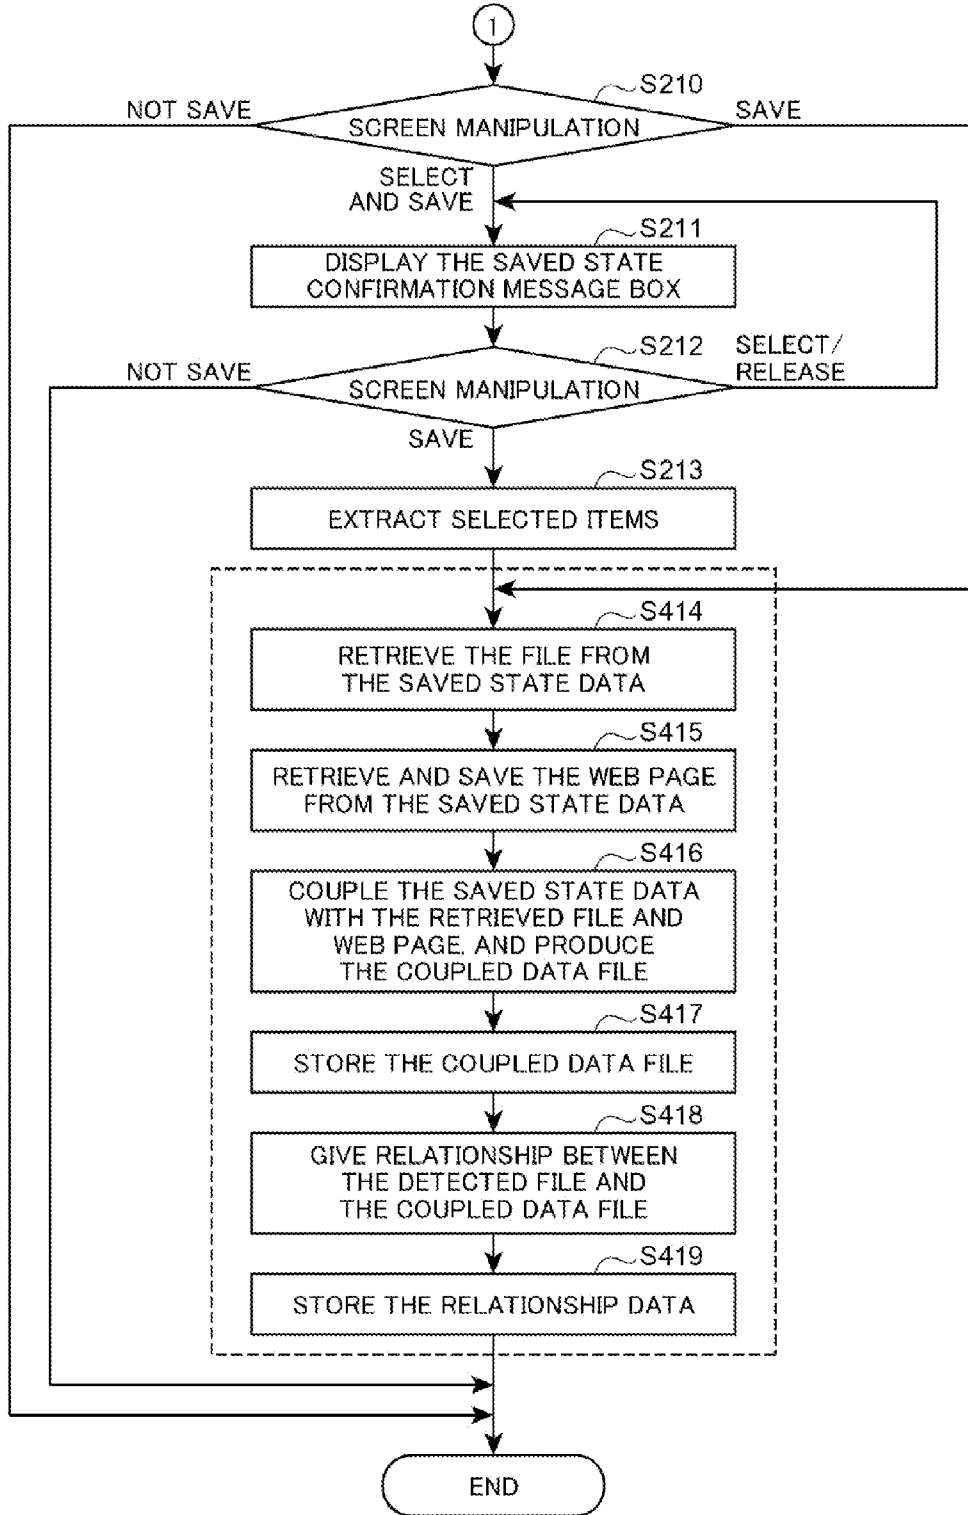 1
S210
NOT SAVE
SCREEN MANIPULATION
SAVE
SELECT
AND SAVE
S211
DISPLAY THE SAVED STATE
CONFIRMATION MESSAGE BOX
S212
NOT SAVE
SCREEN MANIPULATION
SELECT/
RELEASE
SAVE
S213
EXTRACT SELECTED ITEMS
S414
RETRIEVE THE FILE FROM
THE SAVED STATE DATA
S415
RETRIEVE AND SAVE THE WEB PAGE
FROM THE SAVED STATE DATA
S416
COUPLE THE SAVED STATE DATA
WITH THE RETRIEVED FILE AND
WEB PAGE, AND PRODUCE
THE COUPLED DATA FILE
S417
STORE THE COUPLED DATA FILE
S418
GIVE RELATIONSHIP BETWEEN
THE DETECTED FILE AND
THE COUPLED DATA FILE
S419
STORE THE RELATIONSHIP DATA
END